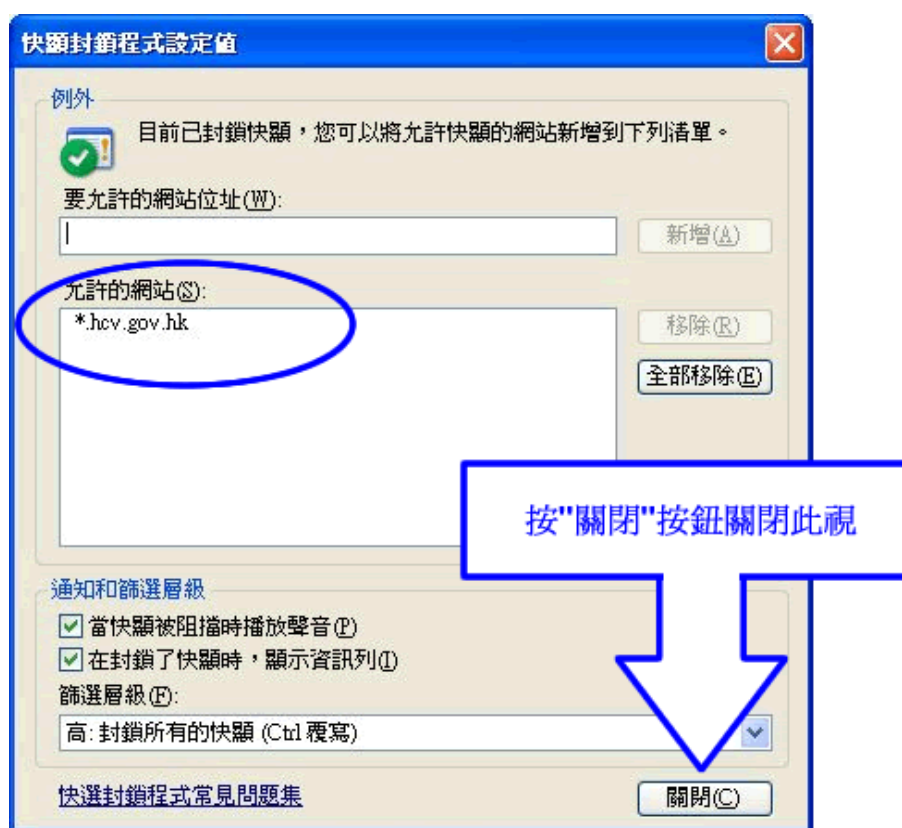 快顯封鎖程式設定值
例外
目前已封鎖快顯，您可以將允許快顯的網站新增到下列清單。
要允許的網站位址(W):
新增(A)
允許的網站(S):
*.hcv.gov.hk
移除(R)
全部移除(E)
按"關閉"按鈕關閉此視
通知和篩選層級
當快顯被阻擋時播放聲音(P)
在封鎖了快顯時，顯示資訊列(I)
篩選層級(F):
高: 封鎖所有的快顯 (Ctrl 覆寫)
快選封鎖程式常見問題集
關閉(C)